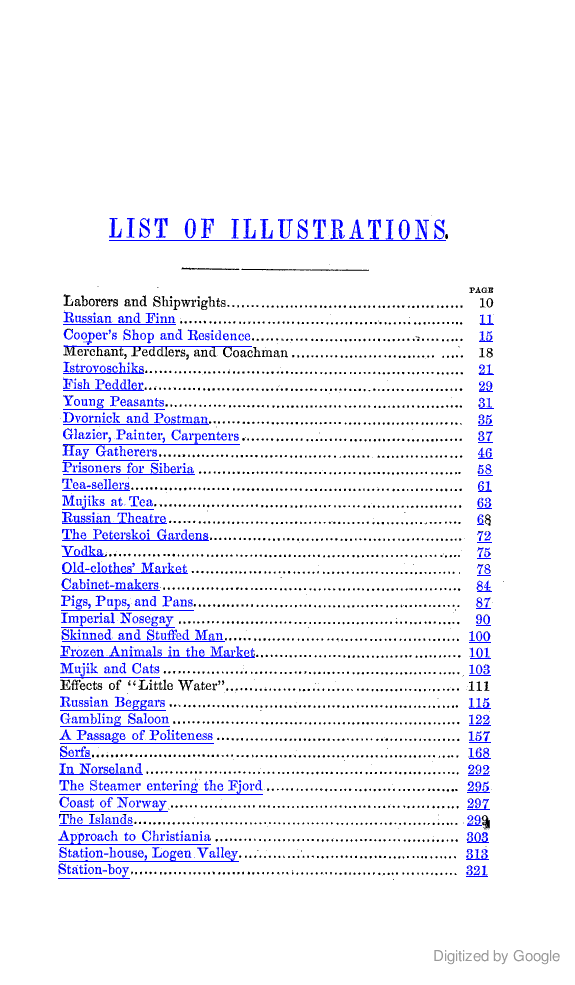 LIST OF ILLUSTRATIONS.
PAGE
Laborers and Shipwrights 10
Russian and Finn 11
Cooper's Shop and Residence 15
Merchant, Peddlers, and Coachman 18
Istrovoschiks 21
Fish Peddler 29
Young Peasants 31
Dvornick and Postman 35
Glazier, Painter, Carpenters 37
Hay Gatherers 46
Prisoners for Siberia 58
Tea-sellers 61
Mujiks at Tea 63
Russian Theatre 68
The Peterskoi Gardens 72
Vodka 75
Old-clothes' Market 78
Cabinet-makers 84
Pigs, Pups, and Pans 87
Imperial Nosegay 90
Skinned and Stuffed Man 100
Frozen Animals in the Market 101
Mujik and Cats 103
Effects of "Little Water" 111
Russian Beggars 115
Gambling Saloon 122
A Passage of Politeness 157
Serfs 168
In Norseland 292
The Steamer entering the Fjord 295
Coast of Norway 297
The Islands 299
Approach to Christiania 303
Station-house, Logen Valley 313
Station-boy 321
Digitized by Google